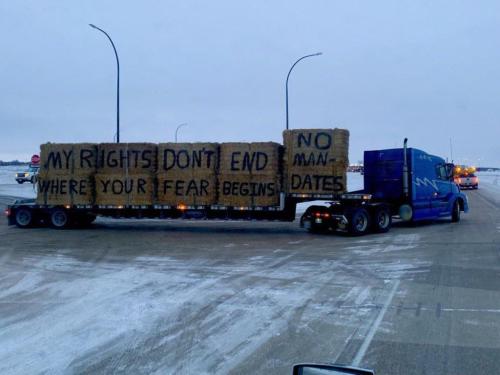 MY RIGHTS DON'T END
WHERE YOUR FEAR BEGINS
NO
MAN-
DATES